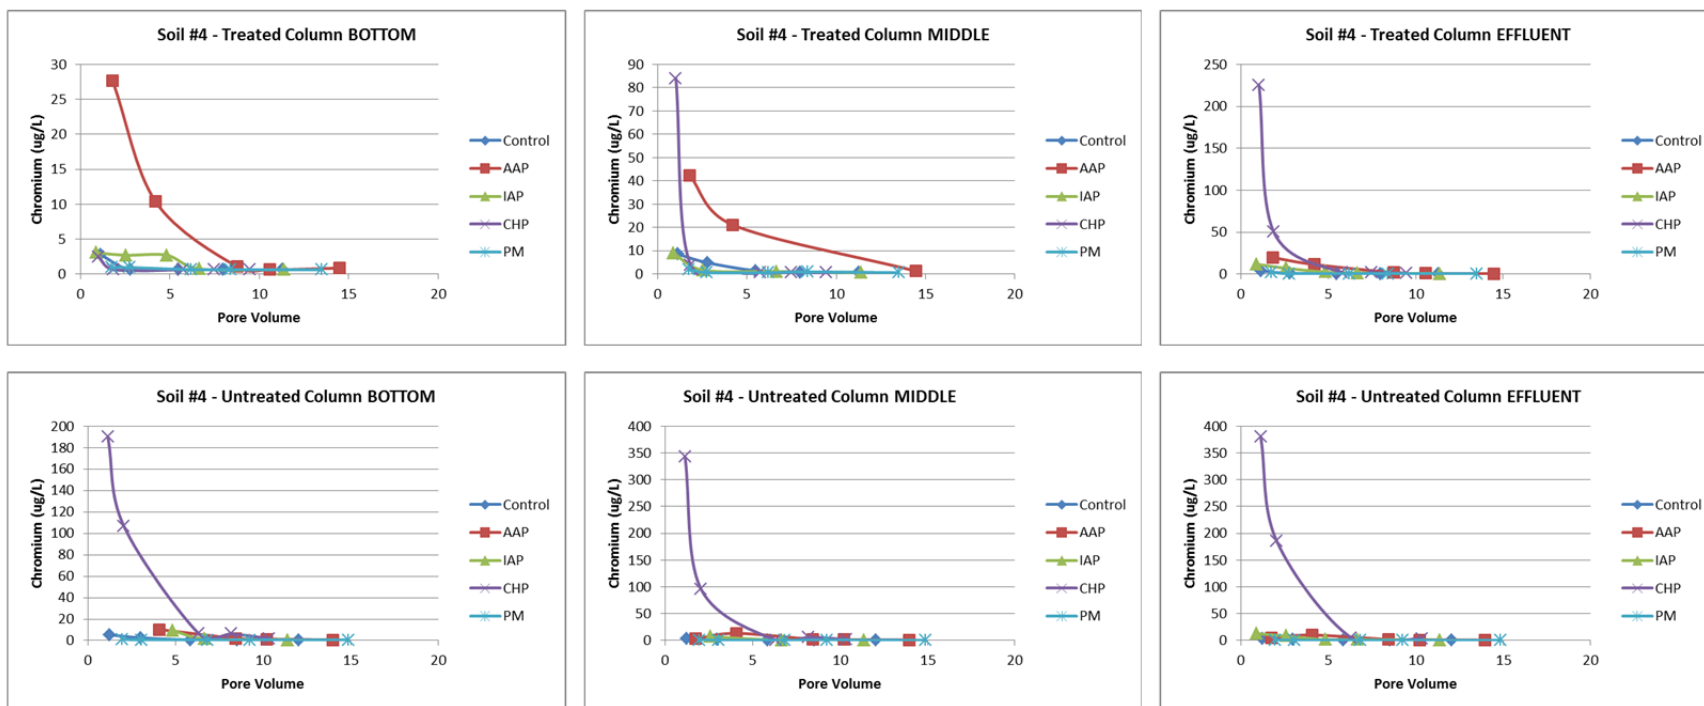 Soil #4 - Treated Column BOTTOM
Chromium (ug/L)
30
25
20
15
10
5
0
0 5 10 15 20
Pore Volume
Control
AAP
IAP
CHP
PM
Soil #4 - Treated Column MIDDLE
Chromium (ug/L)
90
80
70
60
50
40
30
20
10
0
0 5 10 15 20
Pore Volume
Control
AAP
IAP
CHP
PM
Soil #4 - Treated Column EFFLUENT
Chromium (ug/L)
250
200
150
100
50
0
0 5 10 15 20
Pore Volume
Control
AAP
IAP
CHP
PM
Soil #4 - Untreated Column BOTTOM
Chromium (ug/L)
200
180
160
140
120
100
80
60
40
20
0
0 5 10 15 20
Pore Volume
Control
AAP
IAP
CHP
PM
Soil #4 - Untreated Column MIDDLE
Chromium (ug/L)
400
350
300
250
200
150
100
50
0
0 5 10 15 20
Pore Volume
Control
AAP
IAP
CHP
PM
Soil #4 - Untreated Column EFFLUENT
Chromium (ug/L)
400
350
300
250
200
150
100
50
0
0 5 10 15 20
Pore Volume
Control
AAP
IAP
CHP
PM